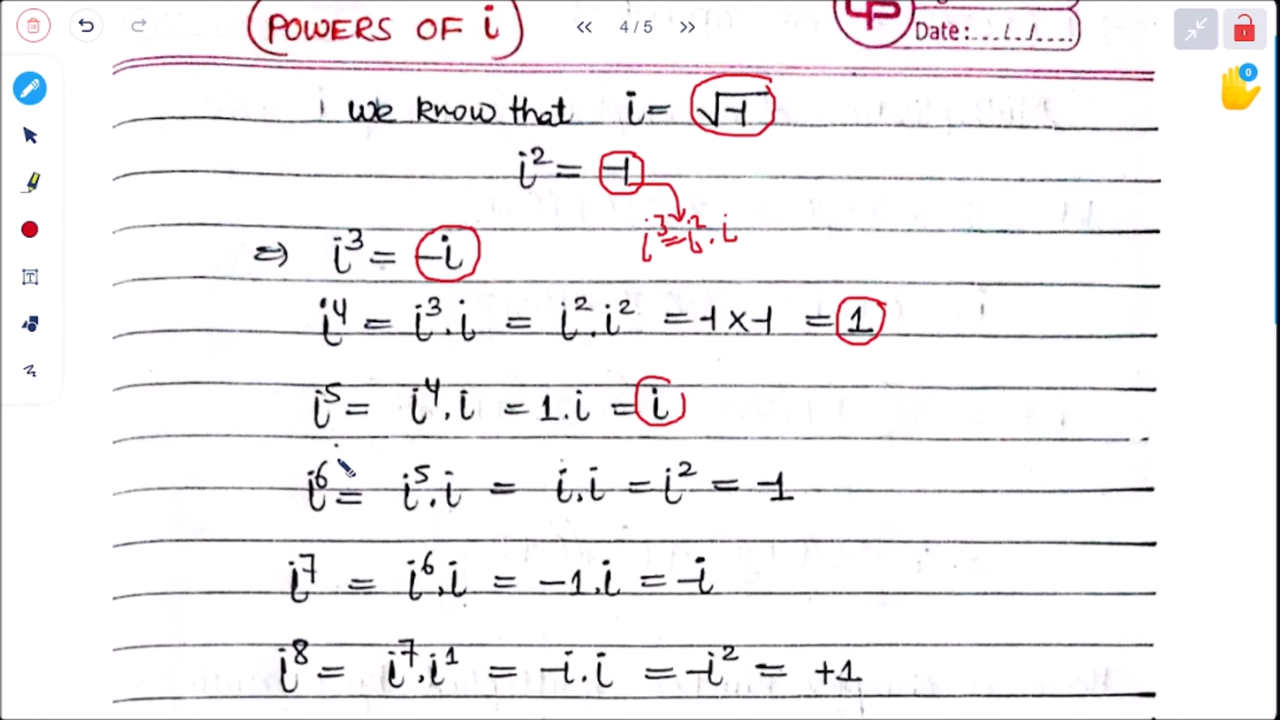 POWERS OF i
4 / 5
Date :.../.../....
we know that i = √-1
i² = -1
i³ = i² . i
⇒ i³ = -i
i⁴ = i³ . i = i² . i² = -1 × -1 = 1
i⁵ = i⁴ . i = 1 . i = i
i⁶ = i⁵ . i = i . i = i² = -1
i⁷ = i⁶ . i = -1 . i = -i
i⁸ = i⁷ . i¹ = -i . i = -i² = +1